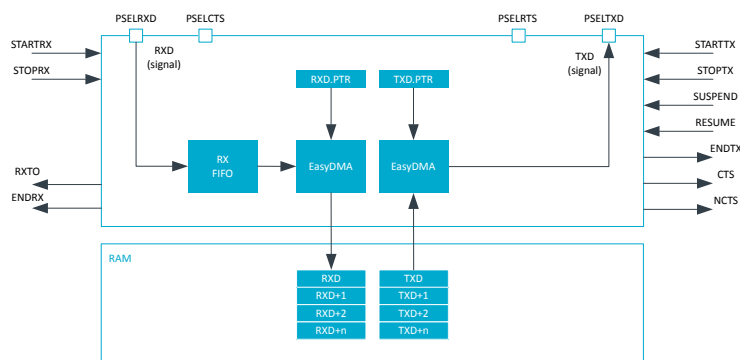 PSELRXD
PSELCTS
PSELRTS
PSELTXD
STARTRX
STOPRX
RXD
(signal)
TXD
(signal)
STARTTX
STOPTX
SUSPEND
RESUME
RXD.PTR
TXD.PTR
RX
FIFO
EasyDMA
EasyDMA
RXTO
ENDRX
ENDTX
CTS
NCTS
RAM
RXD
RXD+1
RXD+2
RXD+n
TXD
TXD+1
TXD+2
TXD+n